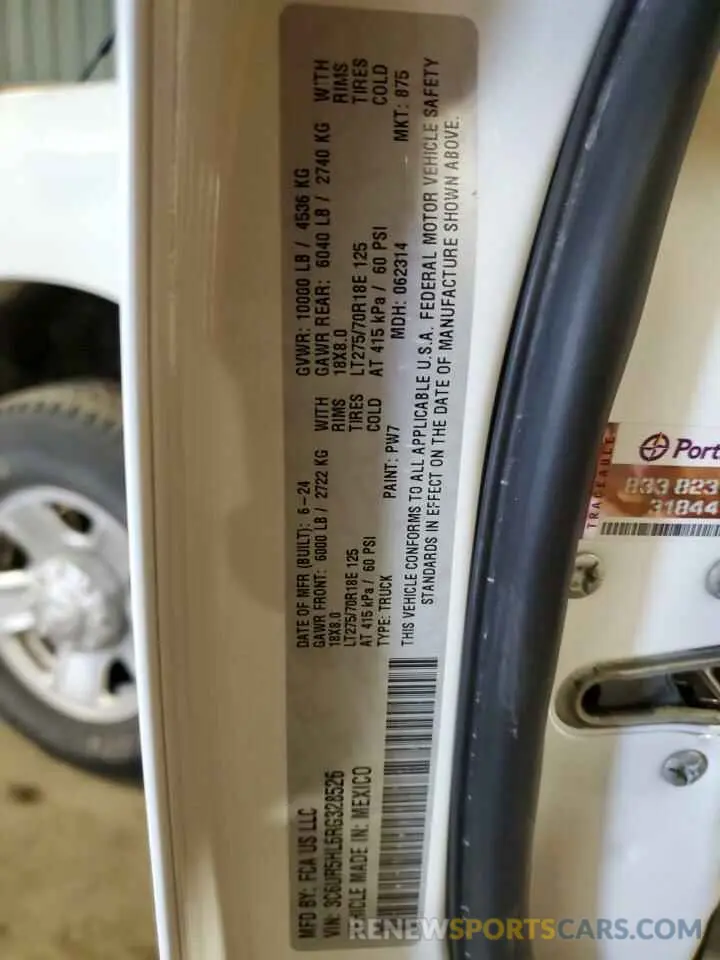 MFD BY: FCA US LLC
VIN: 3C6UR5HL6RG328526
VEHICLE MADE IN: MEXICO
DATE OF MFR (BUILT): 6-24
GAWR FRONT: 6000 LB / 2722 KG WITH
18X8.0 RIMS
LT275/70R18E 125 TIRES
AT 415 kPa / 60 PSI COLD
TYPE: TRUCK PAINT: PW7
GVWR: 10000 LB / 4536 KG
GAWR REAR: 6040 LB / 2740 KG WITH
18X8.0 RIMS
LT275/70R18E 125 TIRES
AT 415 kPa / 60 PSI COLD
MDH: 062314 MKT: 875
THIS VEHICLE CONFORMS TO ALL APPLICABLE U.S.A. FEDERAL MOTOR VEHICLE SAFETY
STANDARDS IN EFFECT ON THE DATE OF MANUFACTURE SHOWN ABOVE.
TRACEABLE
Port
833 823
31844
RENEWSALVAGECARS.COM